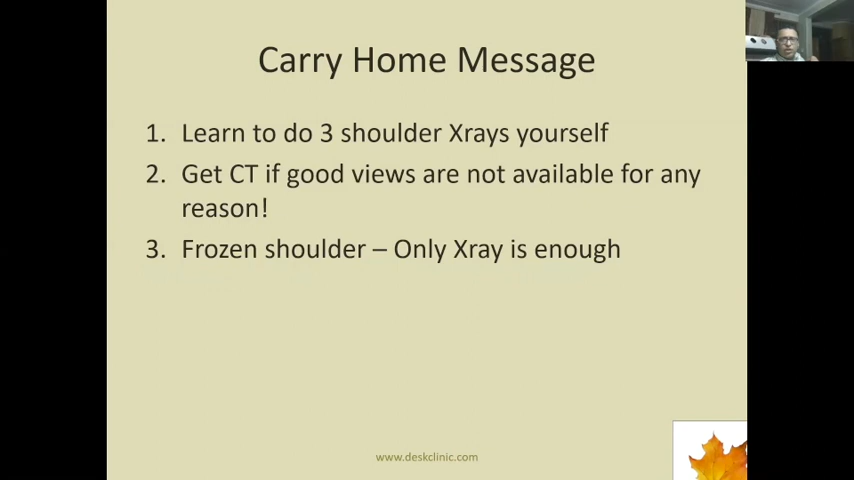 Carry Home Message
1. Learn to do 3 shoulder Xrays yourself
2. Get CT if good views are not available for any
reason!
3. Frozen shoulder – Only Xray is enough
www.deskclinic.com